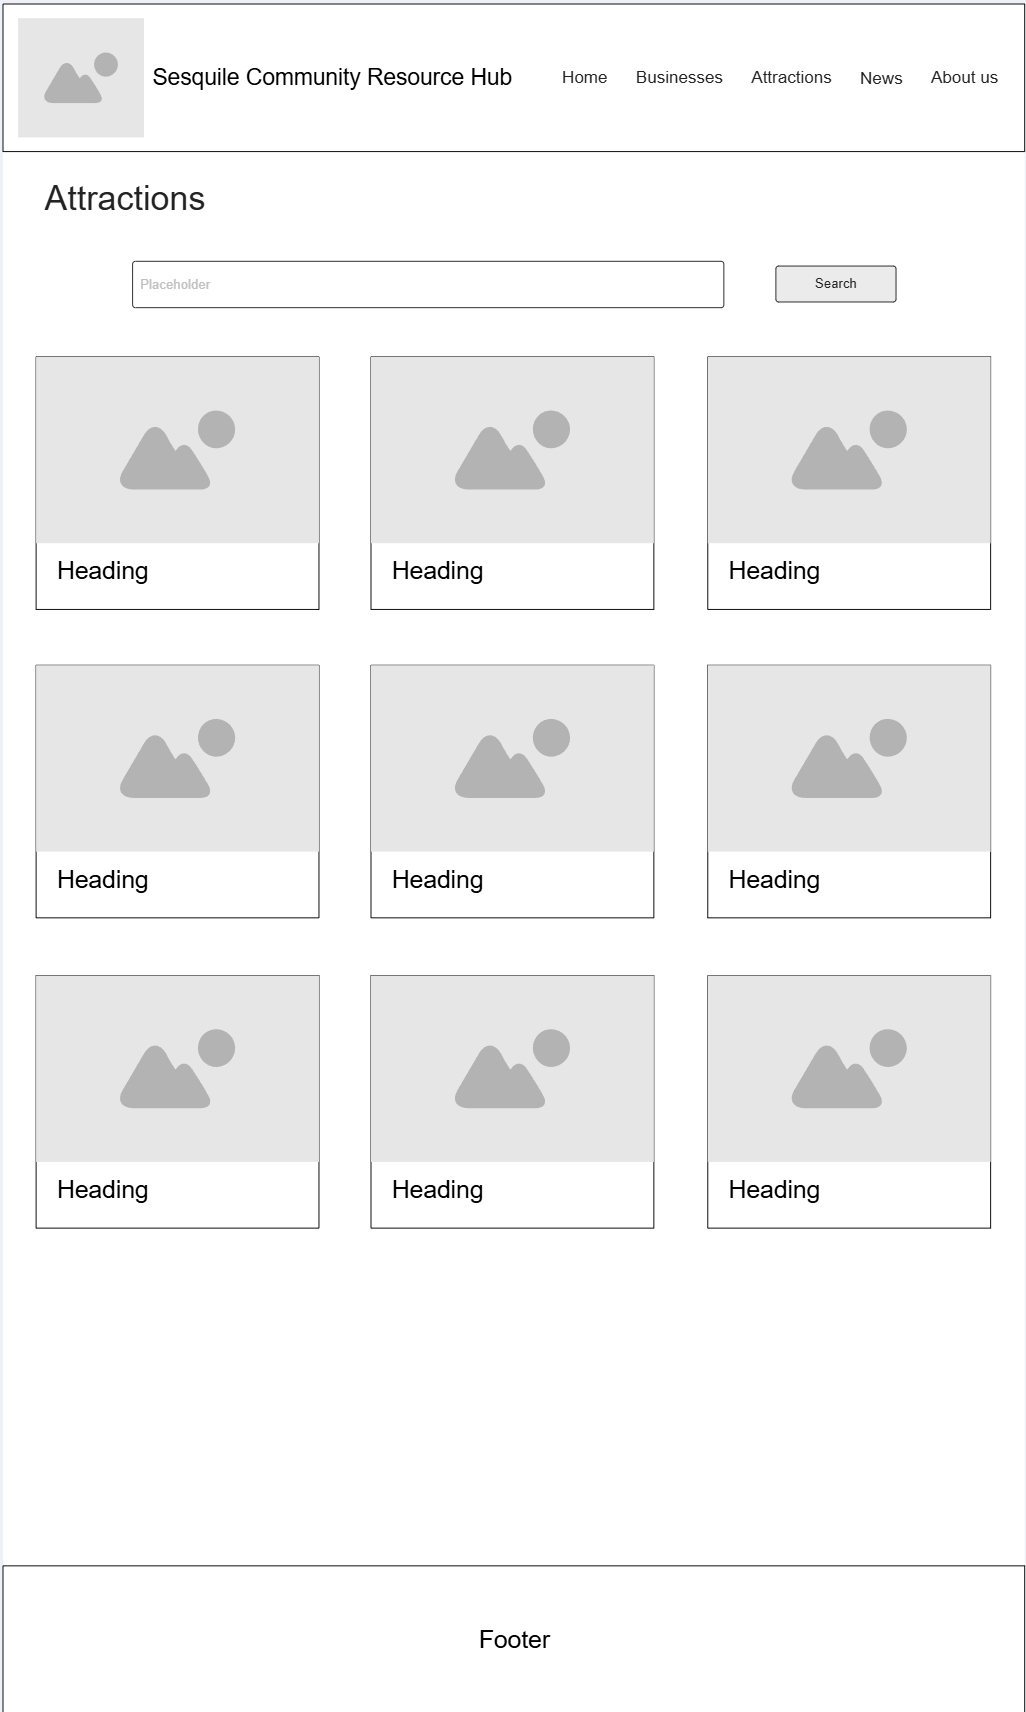 Sesquile Community Resource Hub
Home Businesses Attractions News About us
Attractions
Placeholder
Search
Heading Heading Heading
Heading Heading Heading
Heading Heading Heading
Footer